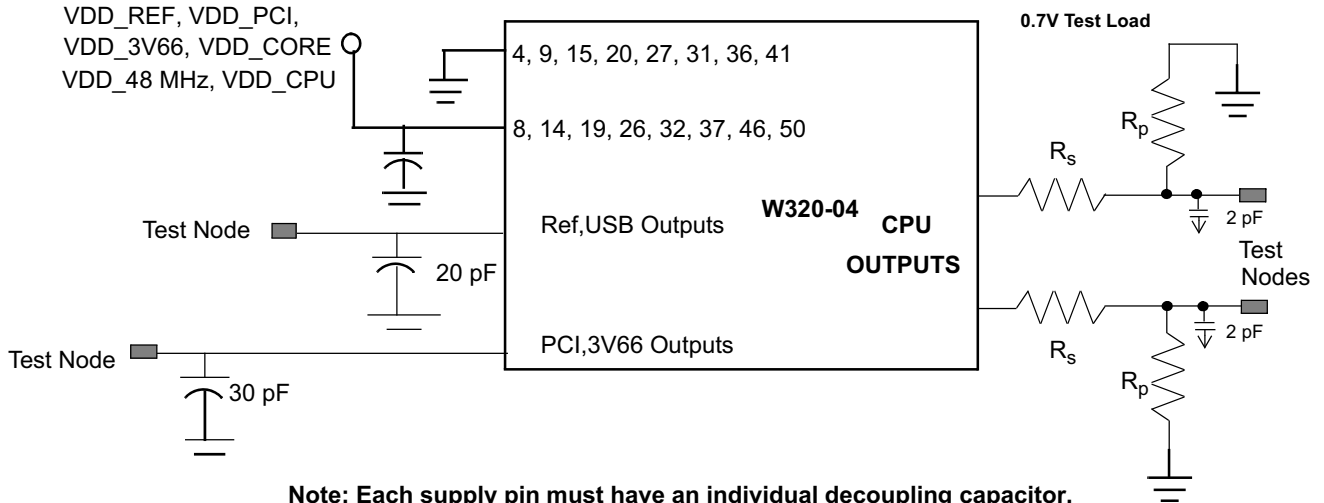 VDD_REF, VDD_PCI,
VDD_3V66, VDD_CORE
VDD_48 MHz, VDD_CPU
0.7V Test Load
4, 9, 15, 20, 27, 31, 36, 41
8, 14, 19, 26, 32, 37, 46, 50
Rp
Rs
W320-04
CPU
OUTPUTS
Test Node
Ref,USB Outputs
20 pF
2 pF
Test
Nodes
2 pF
Rs
Rp
Test Node
PCI,3V66 Outputs
30 pF
Note: Each supply pin must have an individual decoupling capacitor.